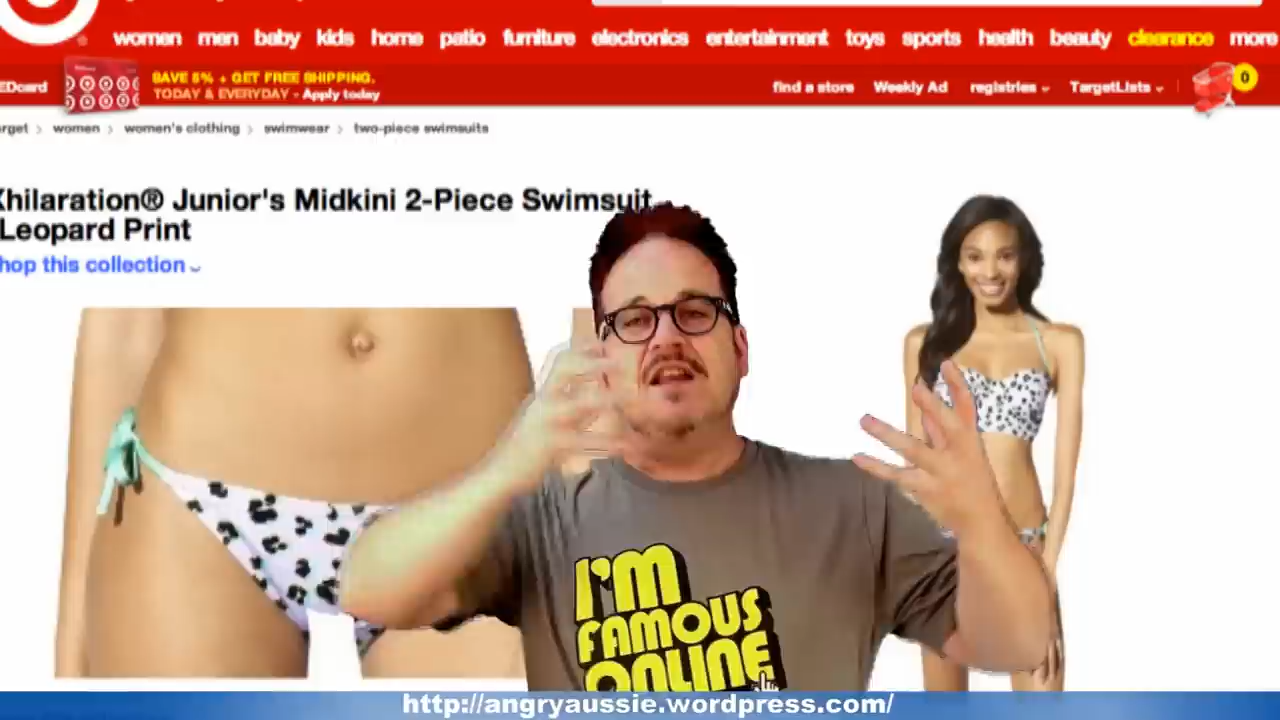 women men baby kids home patio furniture electronics entertainment toys sports health beauty clearance more
EDcard
SAVE 5% + GET FREE SHIPPING.
TODAY & EVERYDAY - Apply today
find a store Weekly Ad registries TargetLists 0
rget > women > women's clothing > swimwear > two-piece swimsuits
Xhilaration® Junior's Midkini 2-Piece Swimsuit
Leopard Print
hop this collection
I'M
FAMOUS
ONLINE
http://angryaussie.wordpress.com/